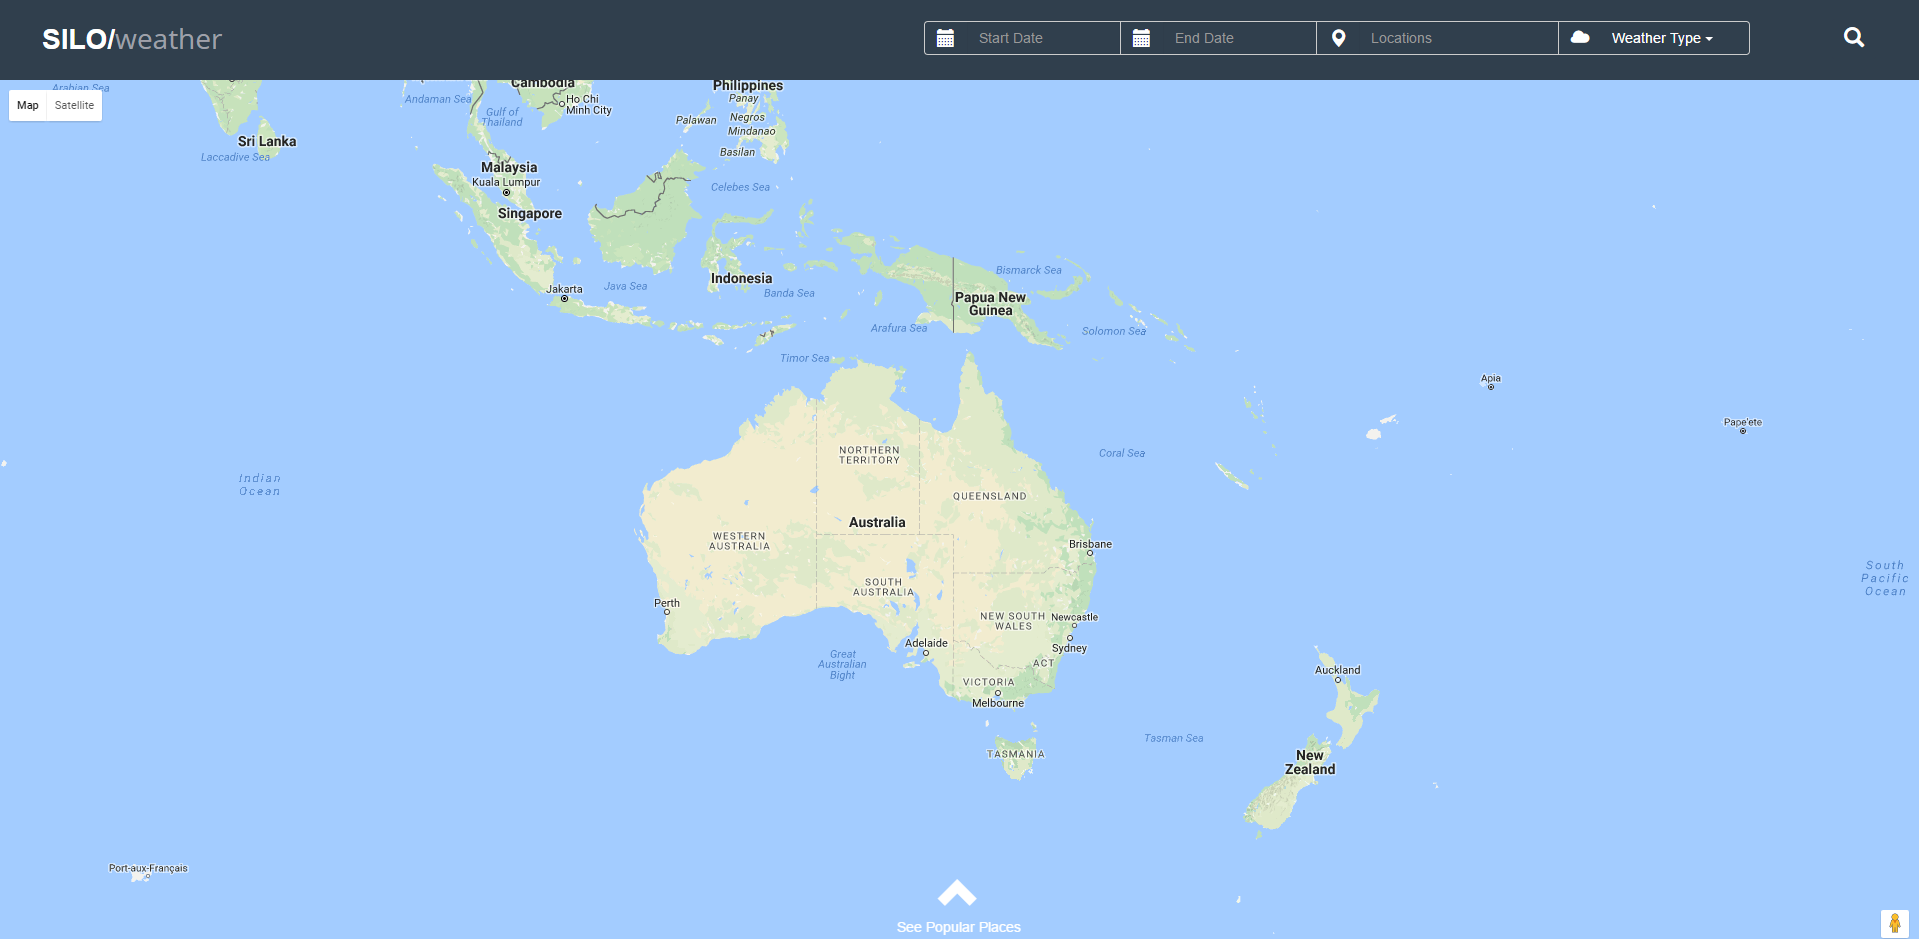 SILO/weather
Start Date
End Date
Locations
Weather Type
Map
Satellite
Arabian Sea
Andaman Sea
Cambodia
Ho Chi
Minh City
Gulf of
Thailand
Philippines
Panay
Palawan
Negros
Mindanao
Basilan
Sri Lanka
Laccadive Sea
Malaysia
Kuala Lumpur
Celebes Sea
Singapore
Indonesia
Bismarck Sea
Java Sea
Jakarta
Banda Sea
Papua New
Guinea
Arafura Sea
Solomon Sea
Timor Sea
Apia
Pape'ete
NORTHERN
TERRITORY
Coral Sea
Indian
Ocean
QUEENSLAND
Australia
WESTERN
AUSTRALIA
Brisbane
South
Pacific
Ocean
SOUTH
AUSTRALIA
Perth
NEW SOUTH
WALES
Newcastle
Adelaide
Sydney
Great
Australian
Bight
ACT
Auckland
VICTORIA
Melbourne
Tasman Sea
TASMANIA
New
Zealand
Port-aux-Français
See Popular Places